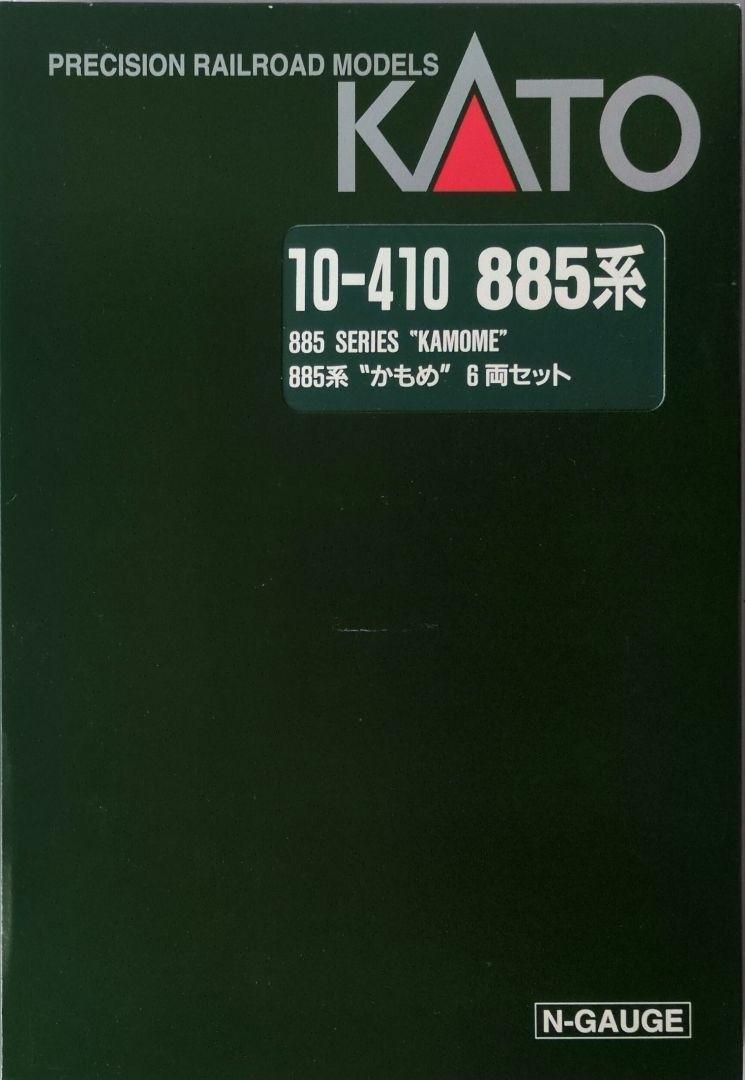 PRECISION RAILROAD MODELS
KATO
10-410 885系
885 SERIES "KAMOME"
885系 "かもめ" 6両セット
N-GAUGE